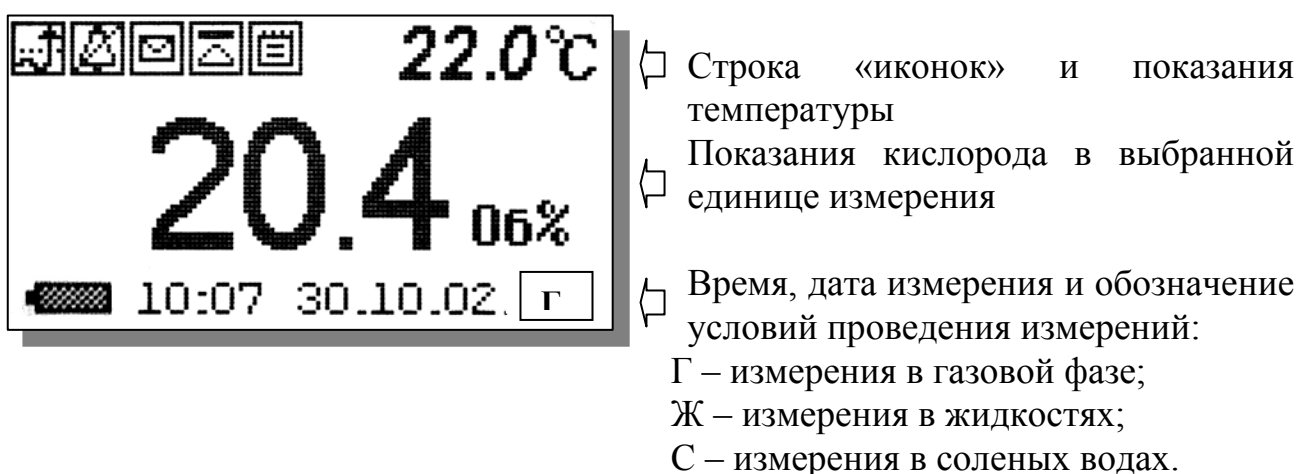 22.0°C
20.4 Об%
10:07 30.10.02. Г
Строка «иконок» и показания
температуры
Показания кислорода в выбранной
единице измерения
Время, дата измерения и обозначение
условий проведения измерений:
Г – измерения в газовой фазе;
Ж – измерения в жидкостях;
С – измерения в соленых водах.